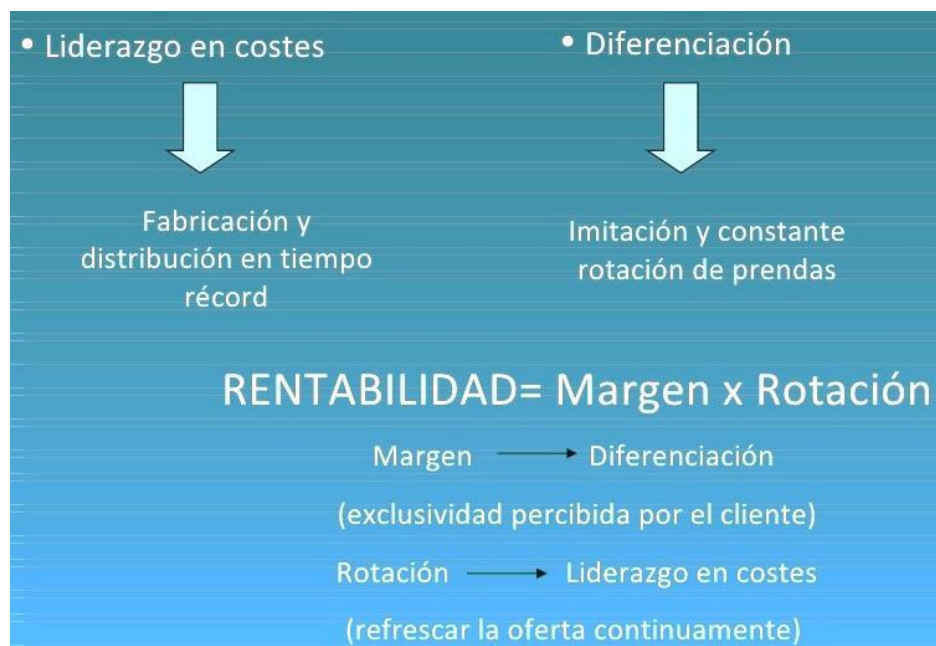 • Liderazgo en costes
• Diferenciación
Fabricación y
distribución en tiempo
récord
Imitación y constante
rotación de prendas
RENTABILIDAD= Margen x Rotación
Margen → Diferenciación
(exclusividad percibida por el cliente)
Rotación → Liderazgo en costes
(refrescar la oferta continuamente)